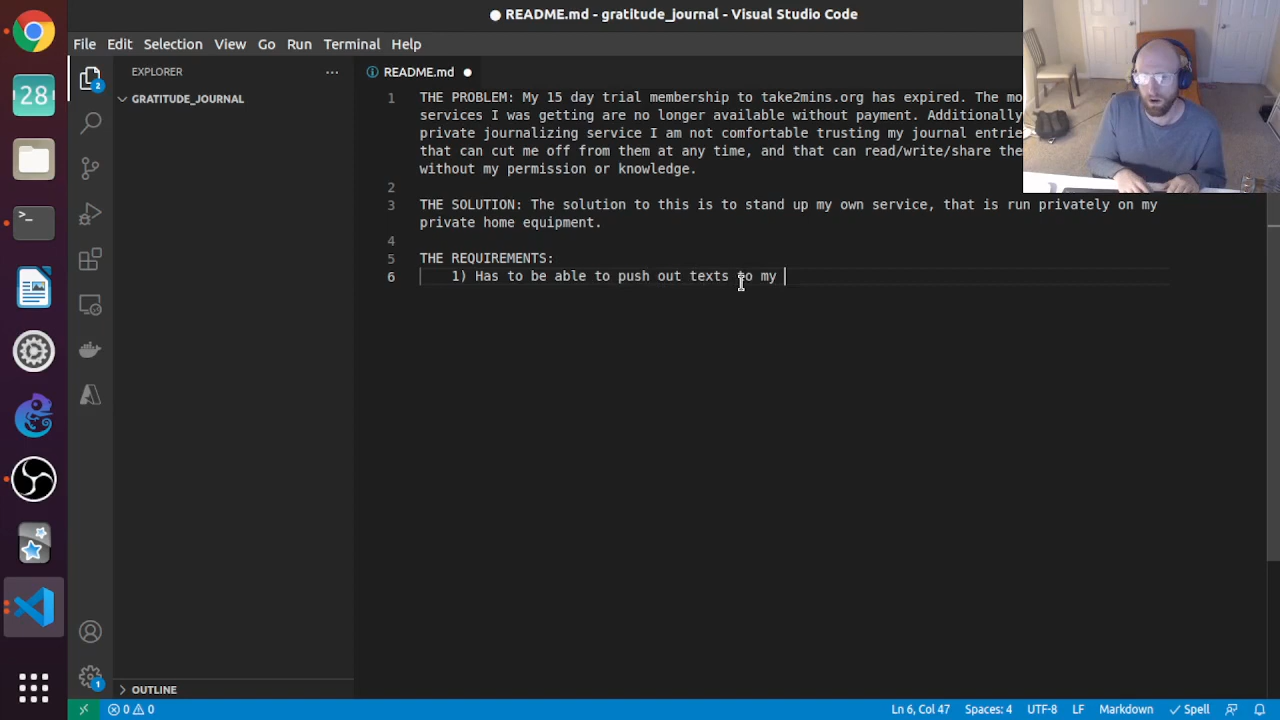 README.md - gratitude_journal - Visual Studio Code
File Edit Selection View Go Run Terminal Help
28
EXPLORER
README.md
2
GRATITUDE_JOURNAL
1 THE PROBLEM: My 15 day trial membership to take2mins.org has expired. The mo
services I was getting are no longer available without payment. Additionally
private journalizing service I am not comfortable trusting my journal entrie
that can cut me off from them at any time, and that can read/write/share the
without my permission or knowledge.
2
3 THE SOLUTION: The solution to this is to stand up my own service, that is run privately on my
private home equipment.
4
5 THE REQUIREMENTS:
6 1) Has to be able to push out texts to my
1
OUTLINE
0 0
Ln 6, Col 47 Spaces: 4 UTF-8 LF Markdown Spell